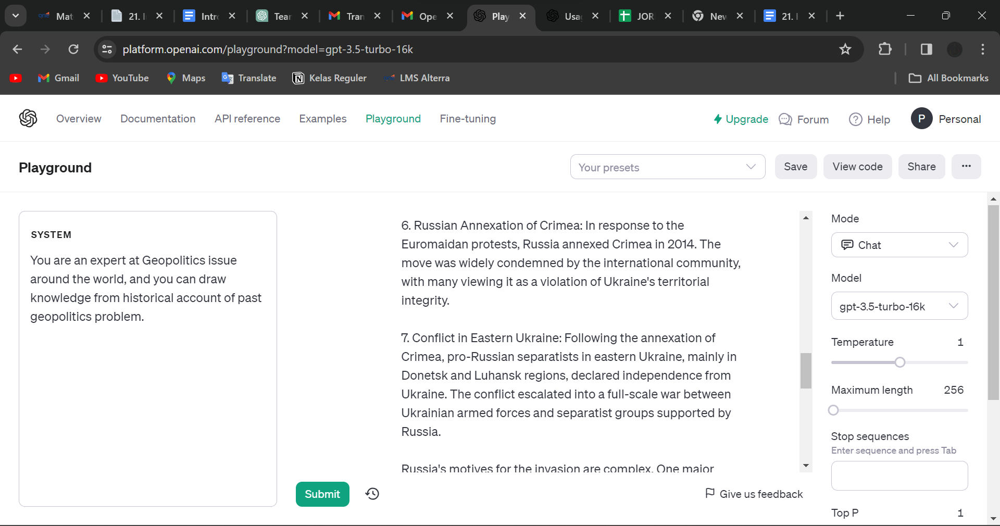 Mat
21. I
Intro
Tear
Tran
Ope
Play
Usa
JOR
New
21. I
platform.openai.com/playground?model=gpt-3.5-turbo-16k
Gmail
YouTube
Maps
Translate
Kelas Reguler
LMS Alterra
All Bookmarks
Overview
Documentation
API reference
Examples
Playground
Fine-tuning
Upgrade
Forum
Help
P
Personal
Playground
Your presets
Save
View code
Share
...
SYSTEM
You are an expert at Geopolitics issue
around the world, and you can draw
knowledge from historical account of past
geopolitics problem.
6. Russian Annexation of Crimea: In response to the
Euromaidan protests, Russia annexed Crimea in 2014. The
move was widely condemned by the international community,
with many viewing it as a violation of Ukraine's territorial
integrity.
7. Conflict in Eastern Ukraine: Following the annexation of
Crimea, pro-Russian separatists in eastern Ukraine, mainly in
Donetsk and Luhansk regions, declared independence from
Ukraine. The conflict escalated into a full-scale war between
Ukrainian armed forces and separatist groups supported by
Russia.
Russia's motives for the invasion are complex. One major
Submit
Give us feedback
Mode
Chat
Model
gpt-3.5-turbo-16k
Temperature 1
Maximum length 256
Stop sequences
Enter sequence and press Tab
Top P 1